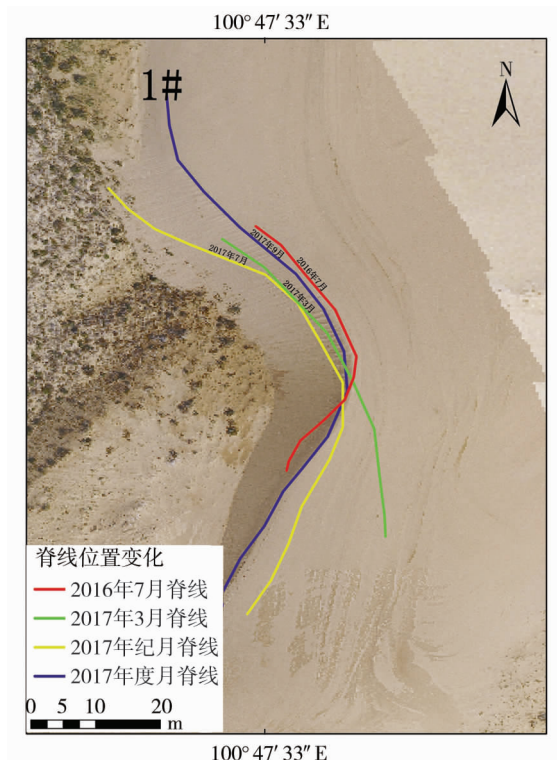 100° 47′ 33″ E
1#
N
2017年9月
2016年7月
2017年7月
2017年3月
脊线位置变化
2016年7月脊线
2017年3月脊线
2017年纪月脊线
2017年度月脊线
0 5 10 20
m
100° 47′ 33″ E